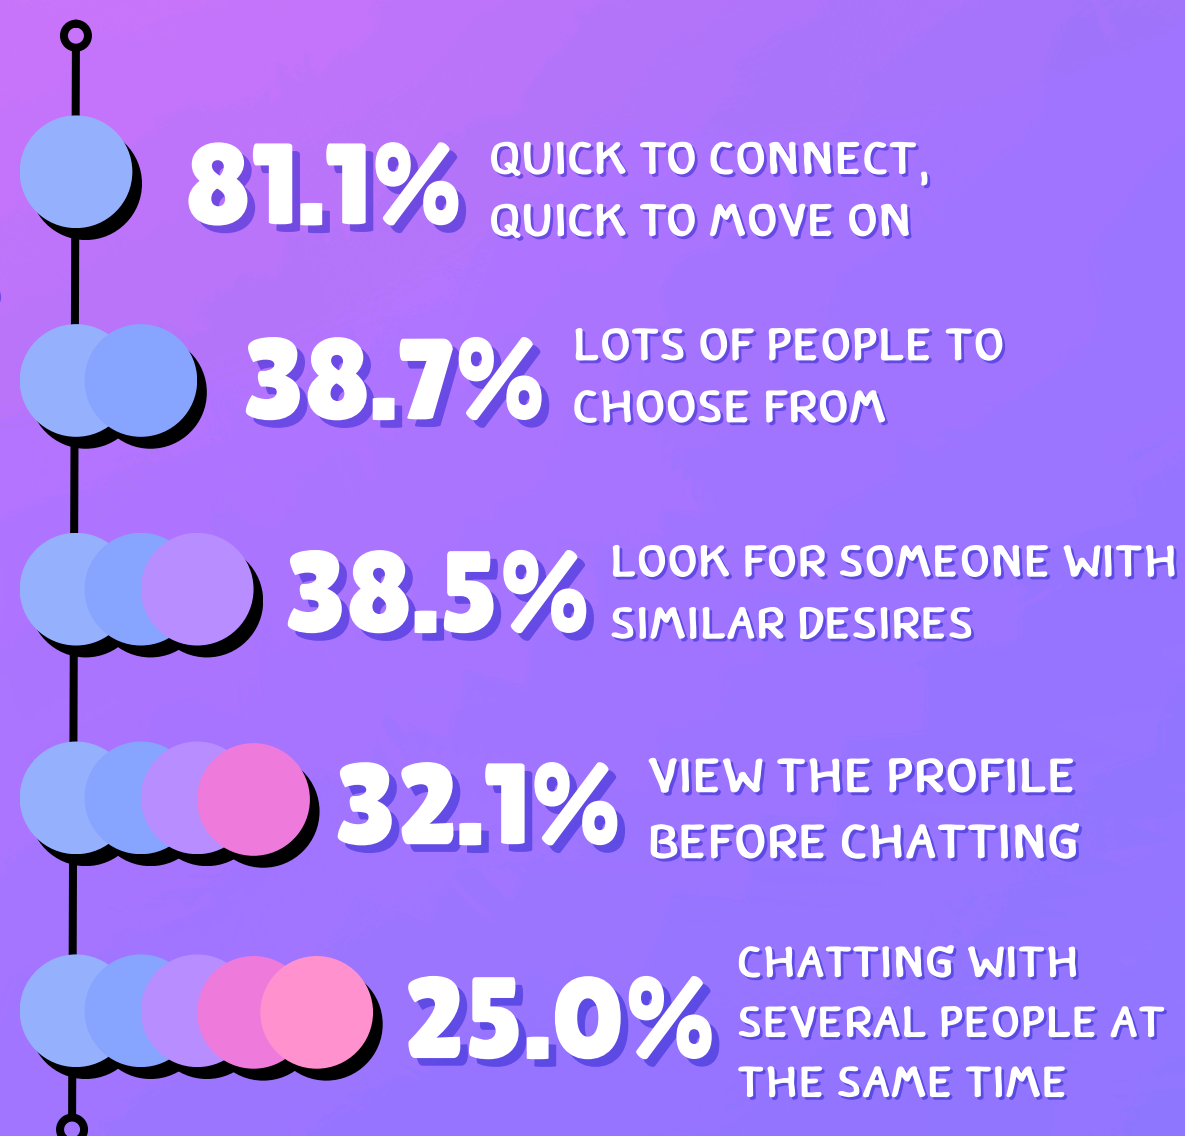 81.1% QUICK TO CONNECT,
QUICK TO MOVE ON
38.7% LOTS OF PEOPLE TO
CHOOSE FROM
38.5% LOOK FOR SOMEONE WITH
SIMILAR DESIRES
32.1% VIEW THE PROFILE
BEFORE CHATTING
25.0% CHATTING WITH
SEVERAL PEOPLE AT
THE SAME TIME